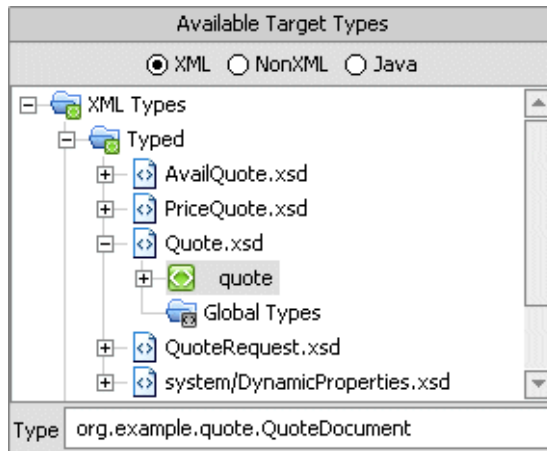 Available Target Types
XML NonXML Java
XML Types
Typed
AvailQuote.xsd
PriceQuote.xsd
Quote.xsd
quote
Global Types
QuoteRequest.xsd
system/DynamicProperties.xsd
Type org.example.quote.QuoteDocument